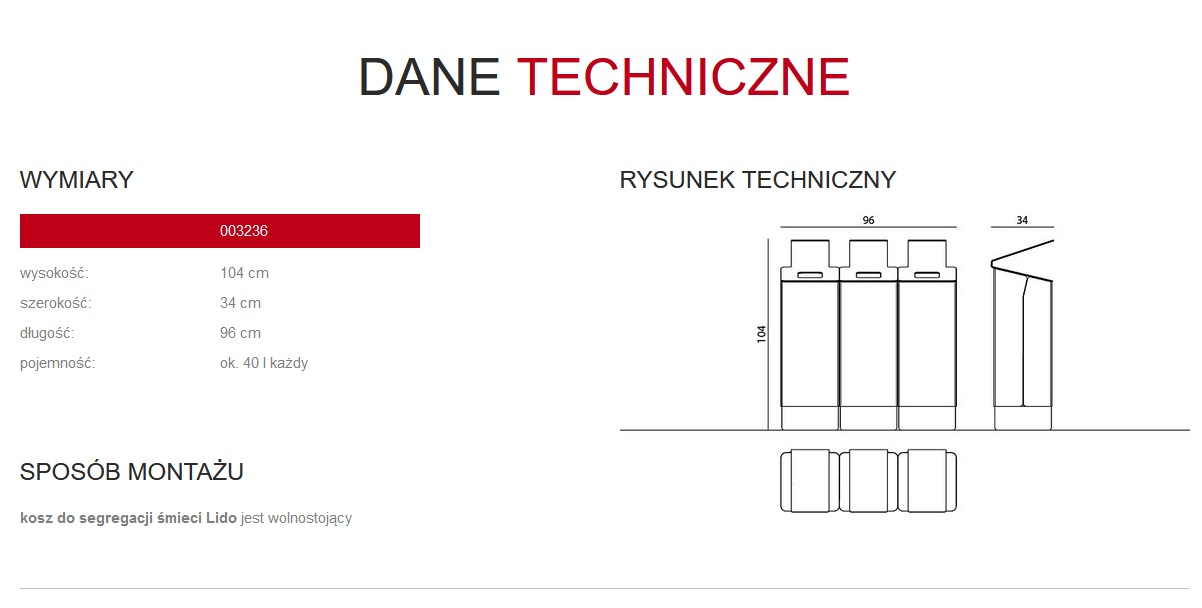 DANE TECHNICZNE
WYMIARY
003236
wysokość: 104 cm
szerokość: 34 cm
długość: 96 cm
pojemność: ok. 40 l każdy
SPOSÓB MONTAŻU
kosz do segregacji śmieci Lido jest wolnostojący
RYSUNEK TECHNICZNY
96
34
104